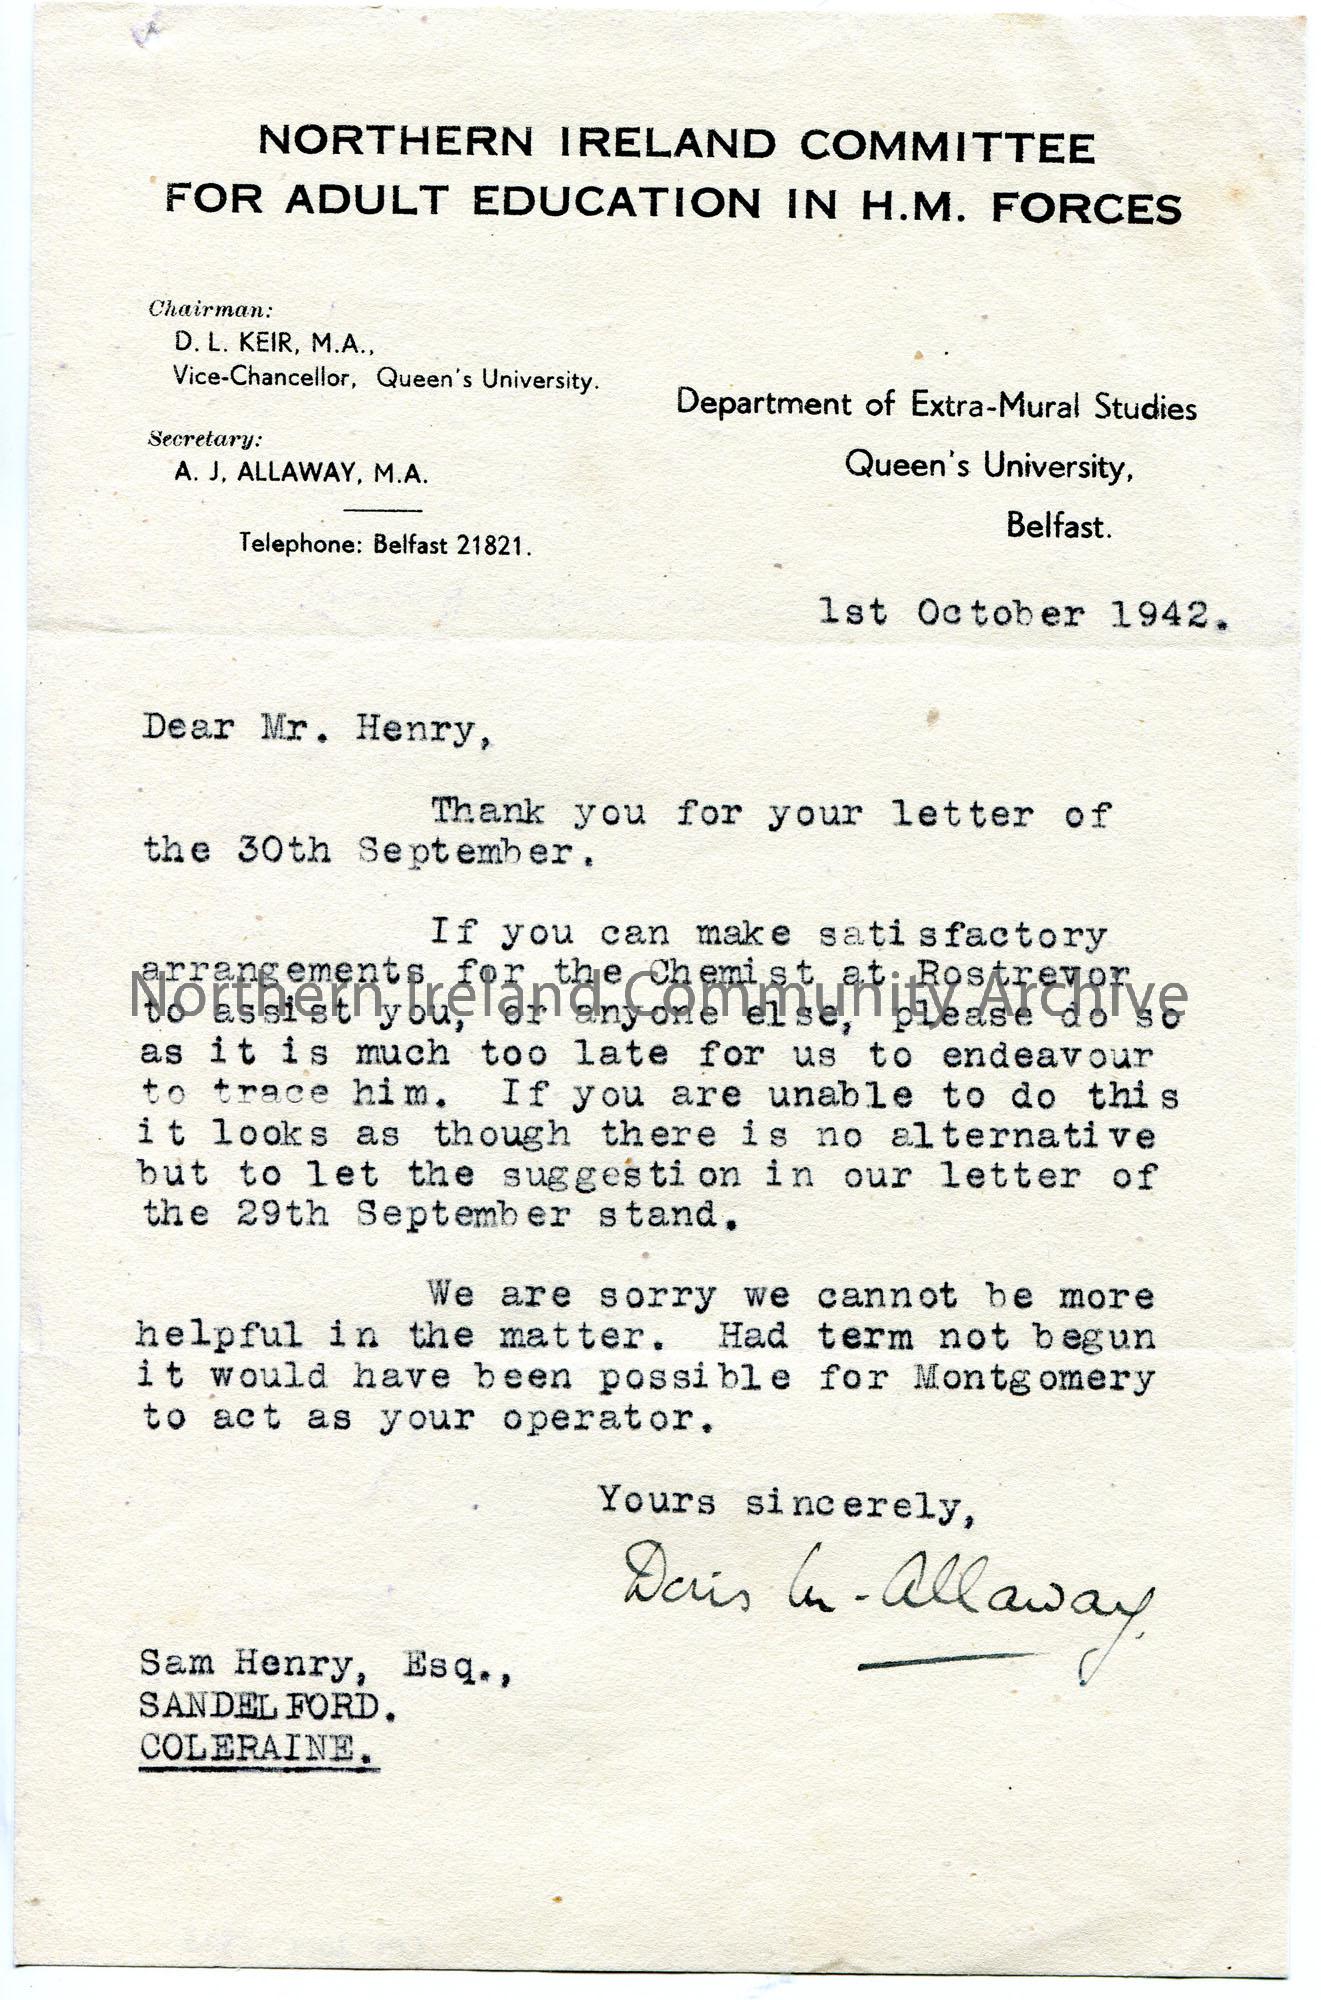 NORTHERN IRELAND COMMITTEE
FOR ADULT EDUCATION IN H.M. FORCES
Chairman:
D. L. KEIR, M.A.,
Vice-Chancellor, Queen's University.
Secretary:
A. J. ALLAWAY, M.A.
Telephone: Belfast 21821.
Department of Extra-Mural Studies
Queen's University,
Belfast.
1st October 1942.
Dear Mr. Henry,
Thank you for your letter of
the 30th September.
If you can make satisfactory
arrangements for the Chemist at Rostrevor
Northern Ireland Community Archive
to assist you, or anyone else, please do so
as it is much too late for us to endeavour
to trace him. If you are unable to do this
it looks as though there is no alternative
but to let the suggestion in our letter of
the 29th September stand.
We are sorry we cannot be more
helpful in the matter. Had term not begun
it would have been possible for Montgomery
to act as your operator.
Yours sincerely,
Doris M. Allaway.
Sam Henry, Esq.,
SANDELFORD.
COLERAINE.